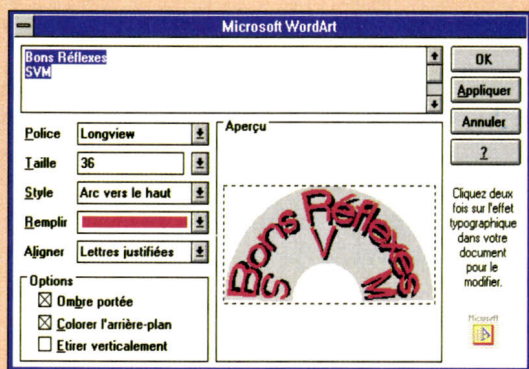 Microsoft WordArt
Bons Réflexes
SVM
OK
Appliquer
Annuler
?
Police Longview
Taille 36
Style Arc vers le haut
Remplir
Aligner Lettres justifiées
Options
Ombre portée
Colorer l'arrière-plan
Etirer verticalement
Aperçu
Bons Réflexes
SVM
Cliquez deux
fois sur l'effet
typographique
dans votre
document
pour le
modifier.
Microsoft